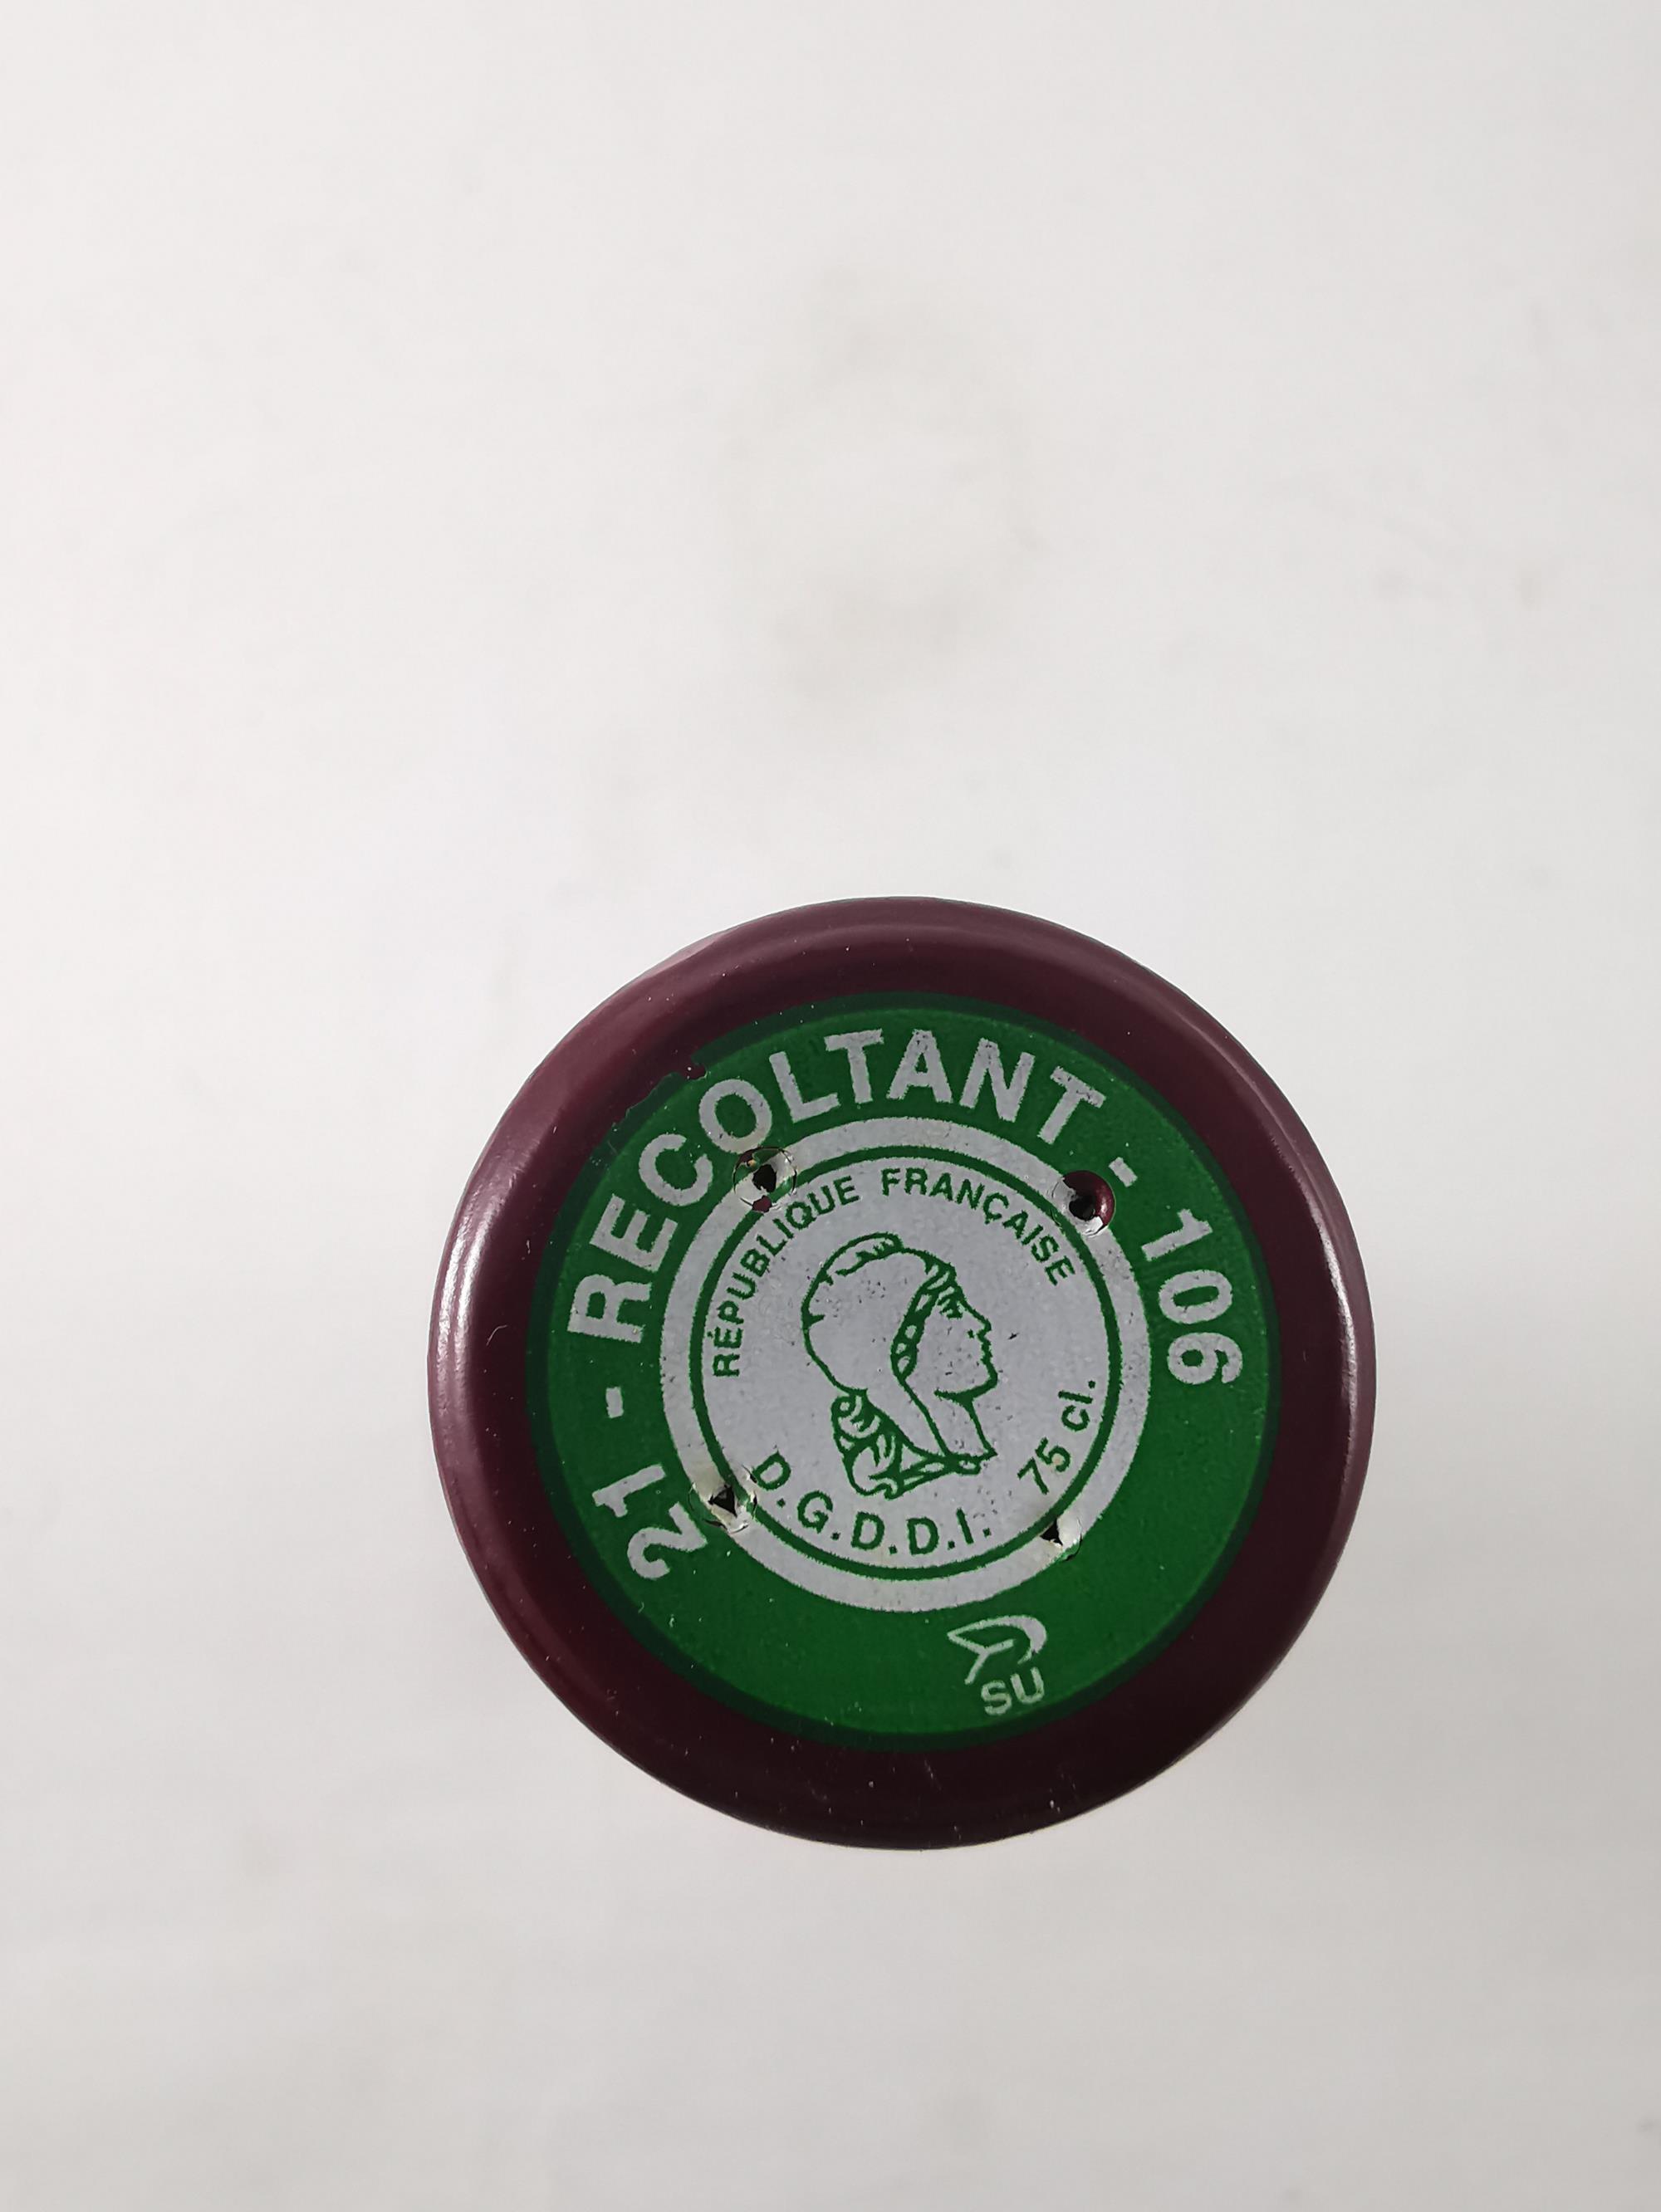 21 - RECOLTANT - 106
RÉPUBLIQUE FRANÇAISE
D.G.D.D.I. 75 cl.
SU